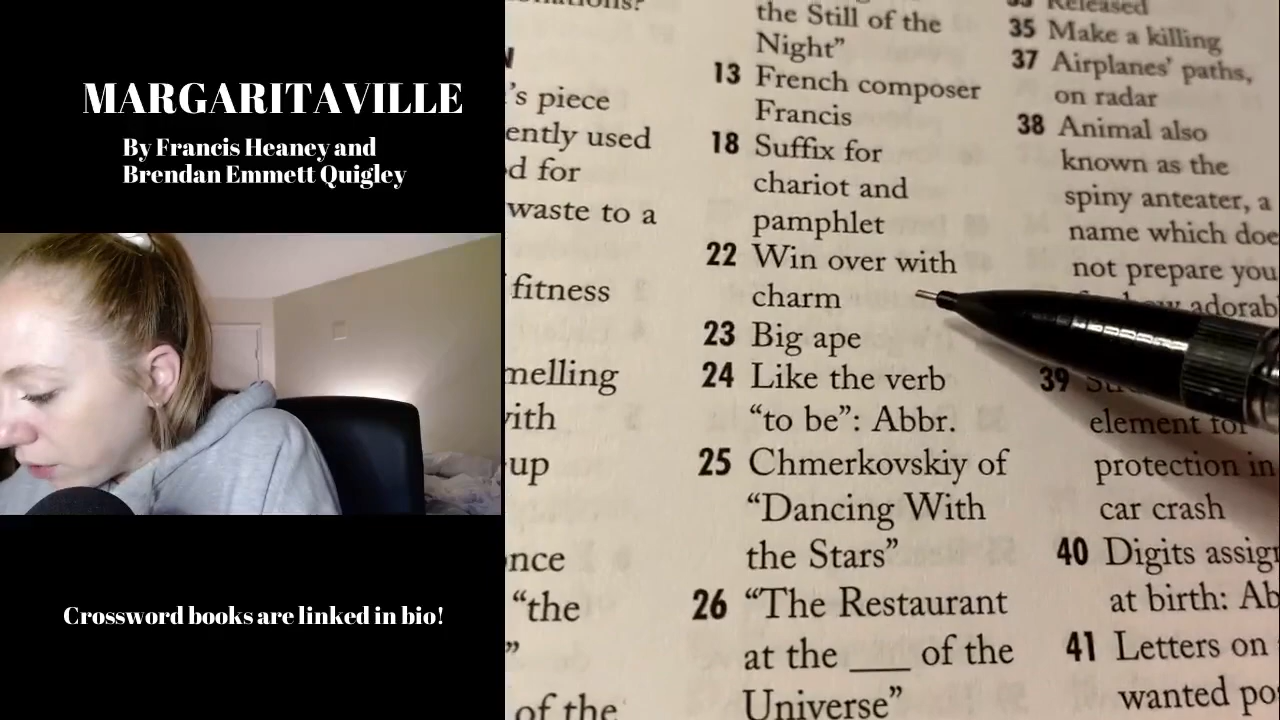 MARGARITAVILLE
By Francis Heaney and
Brendan Emmett Quigley
Crossword books are linked in bio!
's piece
used
for
waste to a
fitness
with
up
"the
"
of the
the Still of the
Night"
13 French composer
Francis
18 Suffix for
chariot and
pamphlet
22 Win over with
charm
23 Big ape
24 Like the verb
"to be": Abbr.
25 Chmerkovskiy of
"Dancing With
the Stars"
26 "The Restaurant
at the ___ of the
Universe"
33 Released
35 Make a killing
37 Airplanes' paths,
on radar
38 Animal also
known as the
spiny anteater, a
name which doe
not prepare you
adorab
39
element for
protection in
car crash
40 Digits assig
at birth: Ab
41 Letters on
wanted po